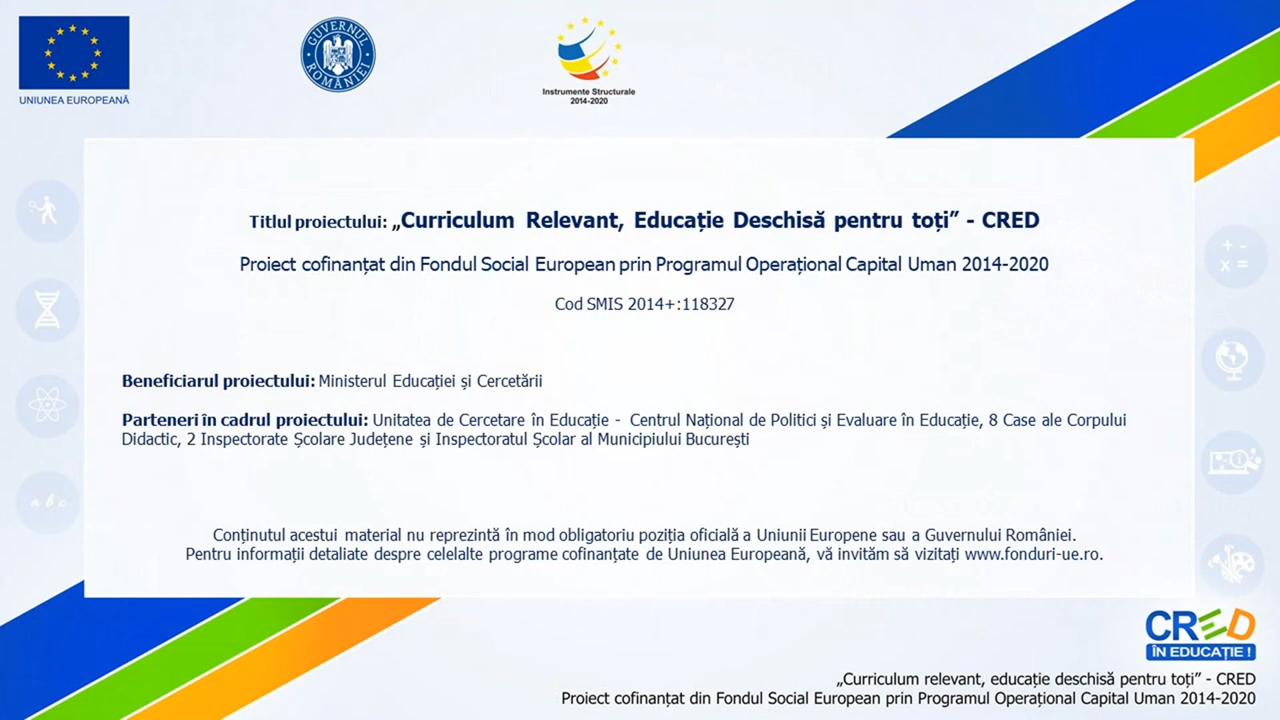 UNIUNEA EUROPEANĂ
GUVERNUL ROMÂNIEI
Instrumente Structurale
2014-2020
Titlul proiectului: „Curriculum Relevant, Educație Deschisă pentru toți” - CRED
Proiect cofinanțat din Fondul Social European prin Programul Operațional Capital Uman 2014-2020
Cod SMIS 2014+:118327
+ -
x =
Beneficiarul proiectului: Ministerul Educației și Cercetării
Parteneri în cadrul proiectului: Unitatea de Cercetare în Educație - Centrul Național de Politici și Evaluare în Educație, 8 Case ale Corpului
Didactic, 2 Inspectorate Școlare Județene și Inspectoratul Școlar al Municipiului București
a b c
Conținutul acestui material nu reprezintă în mod obligatoriu poziția oficială a Uniunii Europene sau a Guvernului României.
Pentru informații detaliate despre celelalte programe cofinanțate de Uniunea Europeană, vă invităm să vizitați www.fonduri-ue.ro.
CRED
ÎN EDUCAȚIE !
„Curriculum relevant, educație deschisă pentru toți” - CRED
Proiect cofinanțat din Fondul Social European prin Programul Operațional Capital Uman 2014-2020